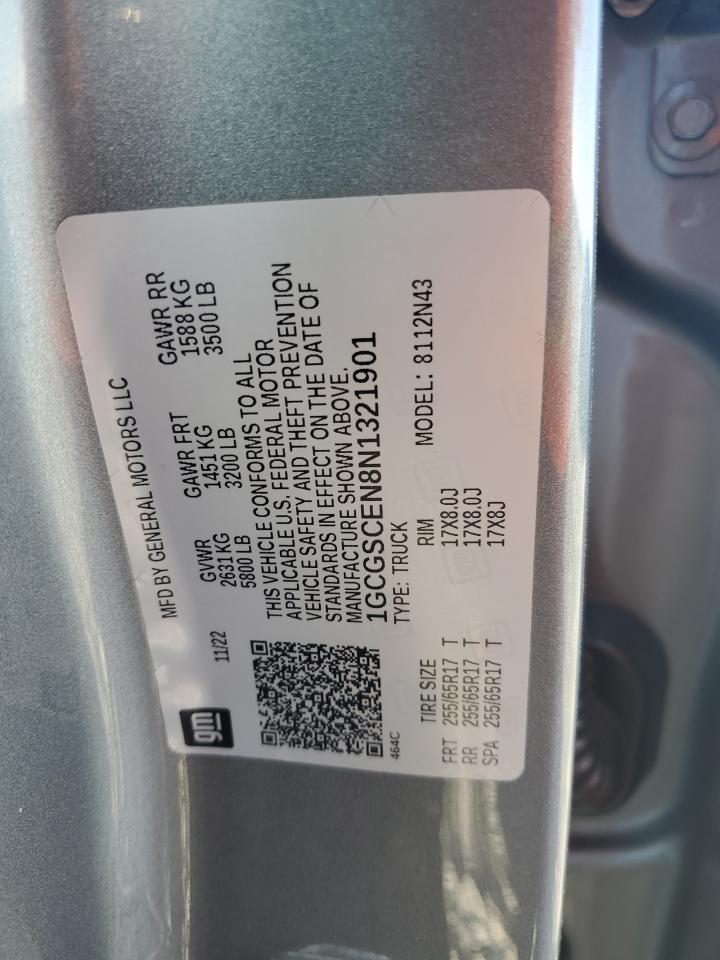 MFD BY GENERAL MOTORS LLC
gm
11/22
GVWR GAWR FRT GAWR RR
2631 KG 1451 KG 1588 KG
5800 LB 3200 LB 3500 LB
THIS VEHICLE CONFORMS TO ALL
APPLICABLE U.S. FEDERAL MOTOR
VEHICLE SAFETY AND THEFT PREVENTION
STANDARDS IN EFFECT ON THE DATE OF
MANUFACTURE SHOWN ABOVE.
1GCGSCEN8N1321901
464C
TYPE: TRUCK MODEL: 8112N43
TIRE SIZE RIM
FRT 255/65R17 T 17X8.0J
RR 255/65R17 T 17X8.0J
SPA 255/65R17 T 17X8J